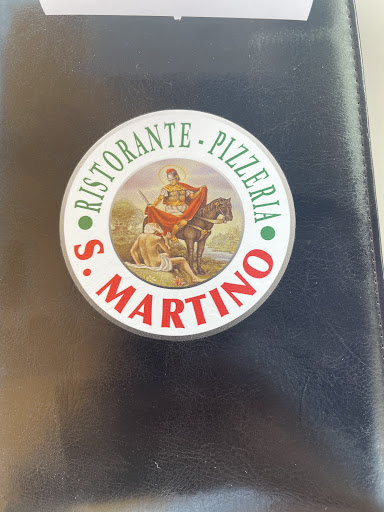 RISTORANTE - PIZZERIA
S. MARTINO